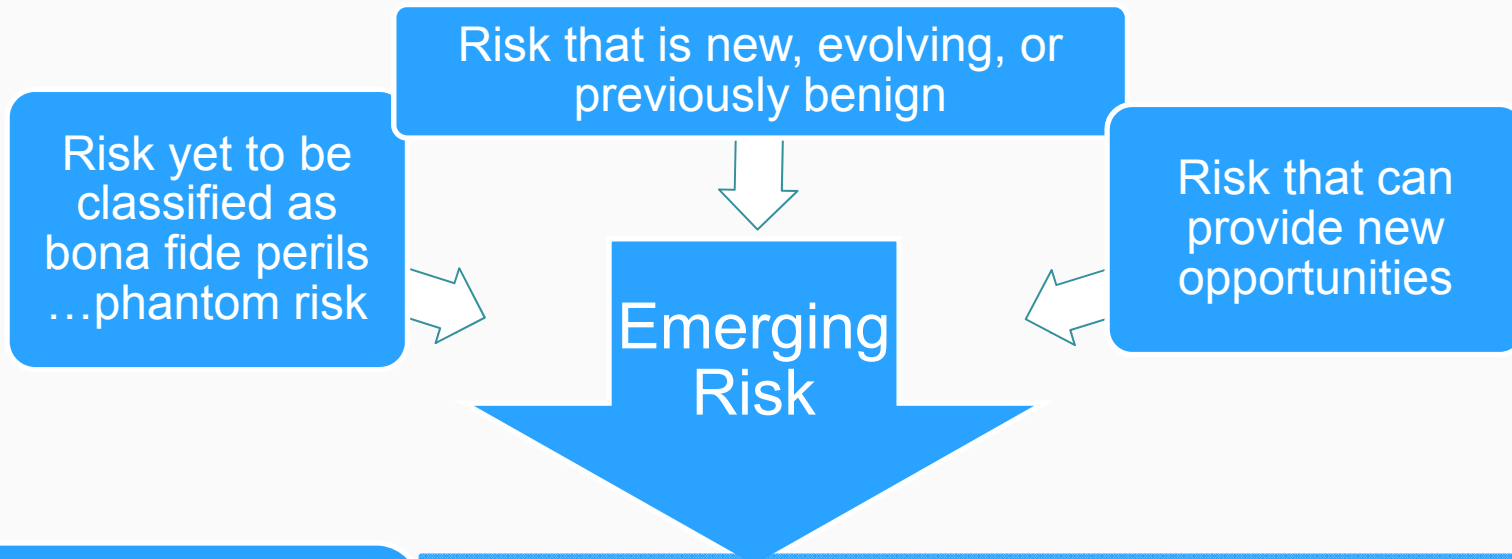 Risk that is new, evolving, or
previously benign
Risk yet to be
classified as
bona fide perils
…phantom risk
Risk that can
provide new
opportunities
Emerging
Risk